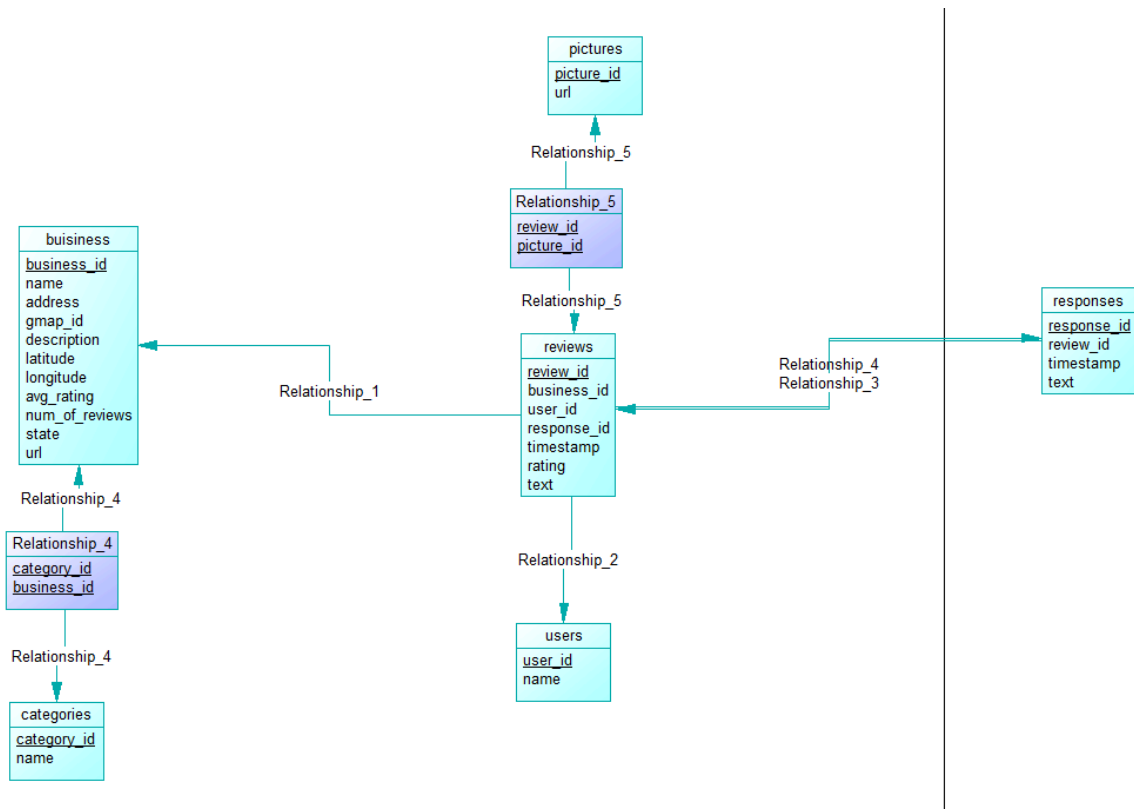 pictures
picture_id
url
Relationship_5
Relationship_5
review_id
picture_id
Relationship_5
buisiness
business_id
name
address
gmap_id
description
latitude
longitude
avg_rating
num_of_reviews
state
url
Relationship_1
reviews
review_id
business_id
user_id
response_id
timestamp
rating
text
Relationship_4
Relationship_3
responses
response_id
review_id
timestamp
text
Relationship_4
Relationship_4
category_id
business_id
Relationship_4
categories
category_id
name
Relationship_2
users
user_id
name